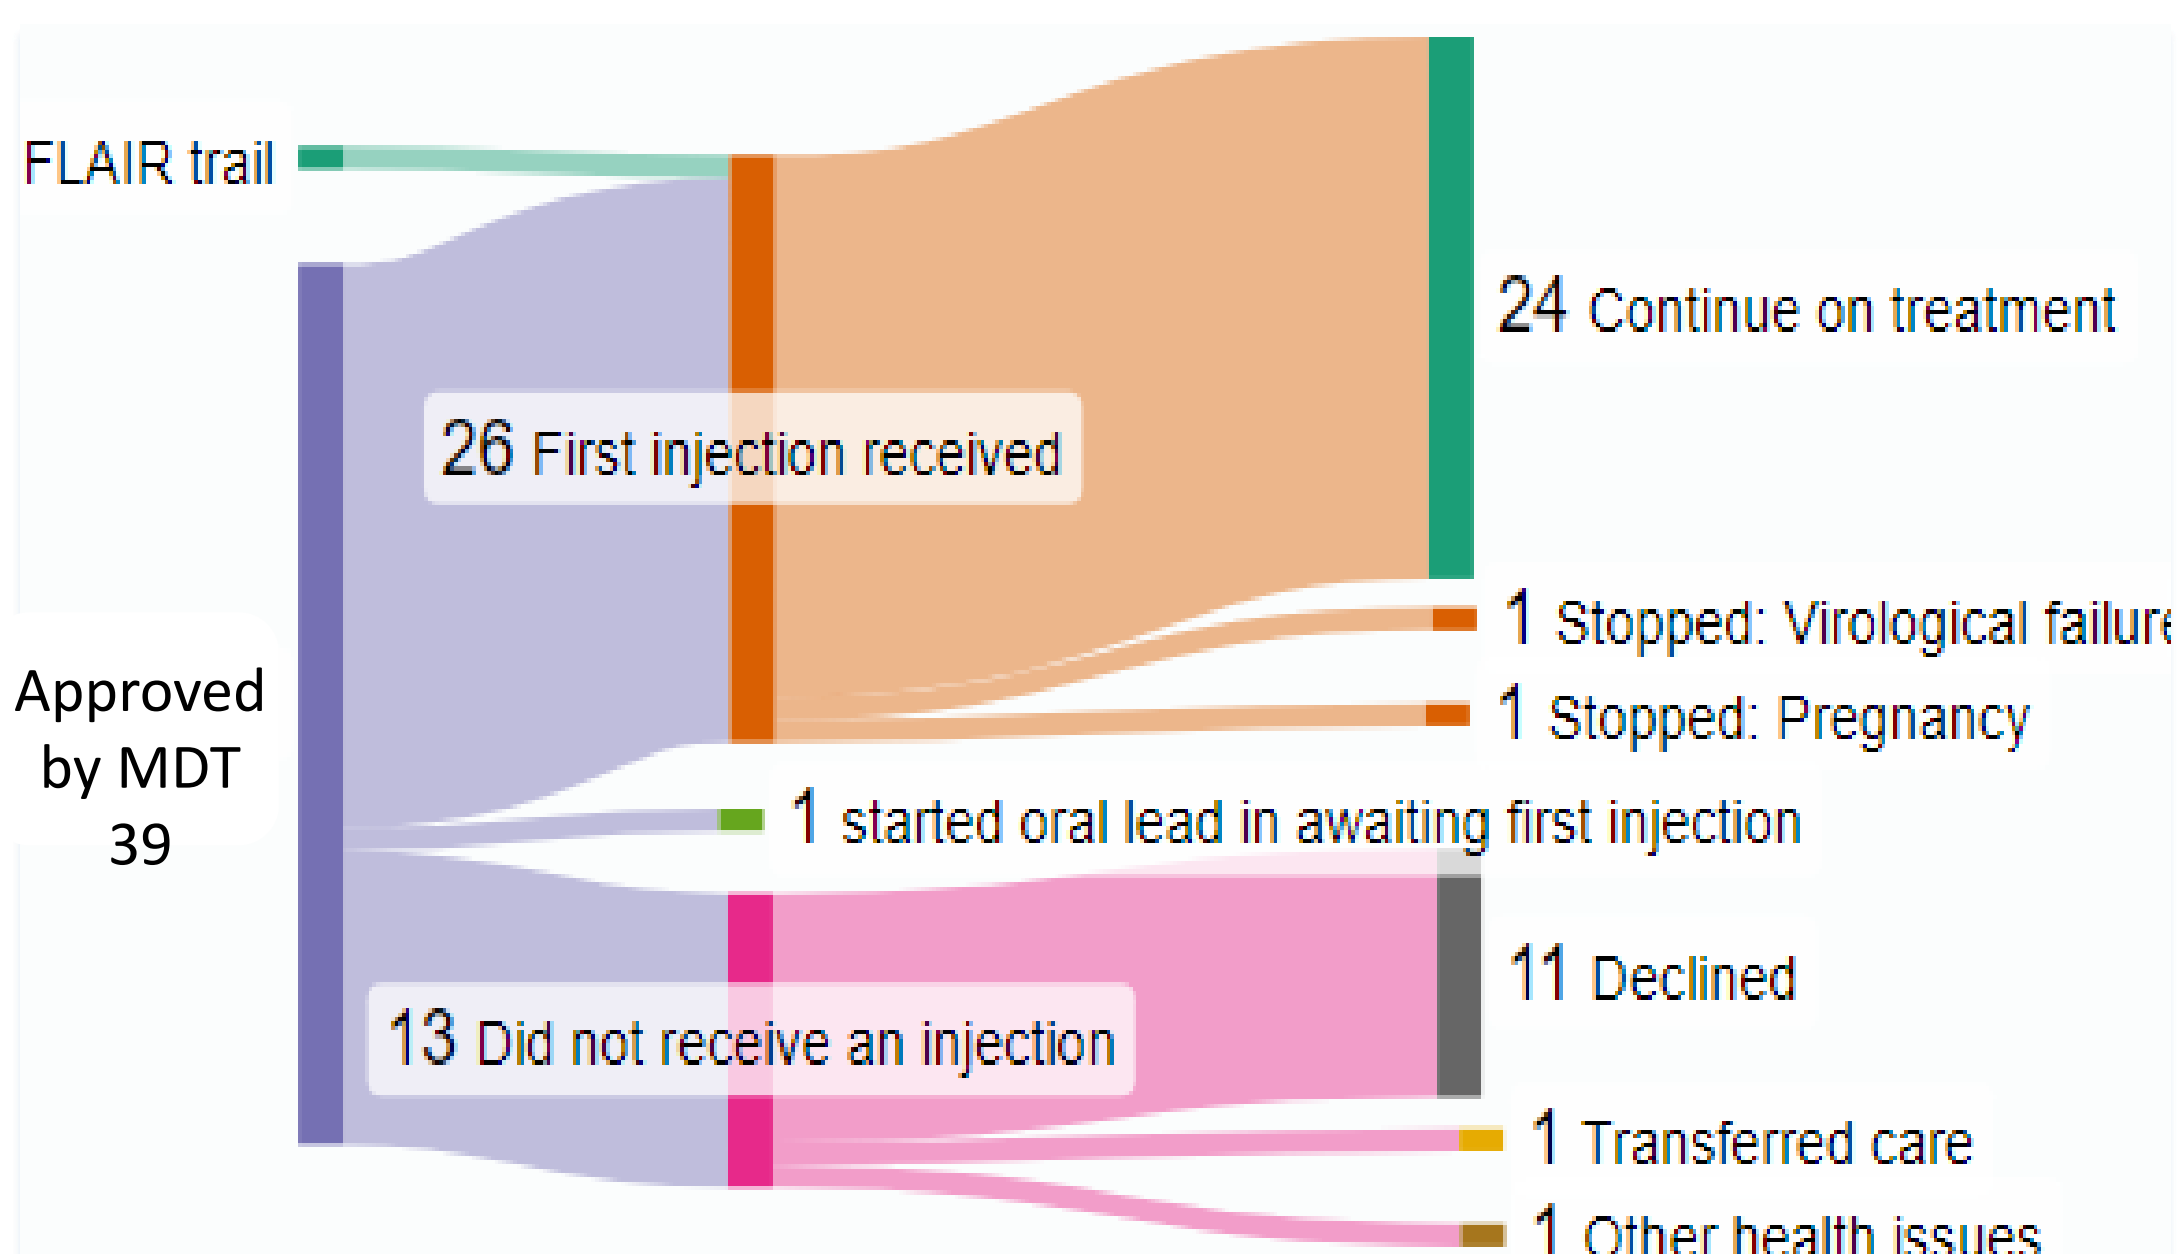 FLAIR trail
24 Continue on treatment
26 First injection received
1 Stopped: Virological failure
Approved
by MDT
39
1 Stopped: Pregnancy
1 started oral lead in awaiting first injection
11 Declined
13 Did not receive an injection
1 Transferred care
1 Other health issues